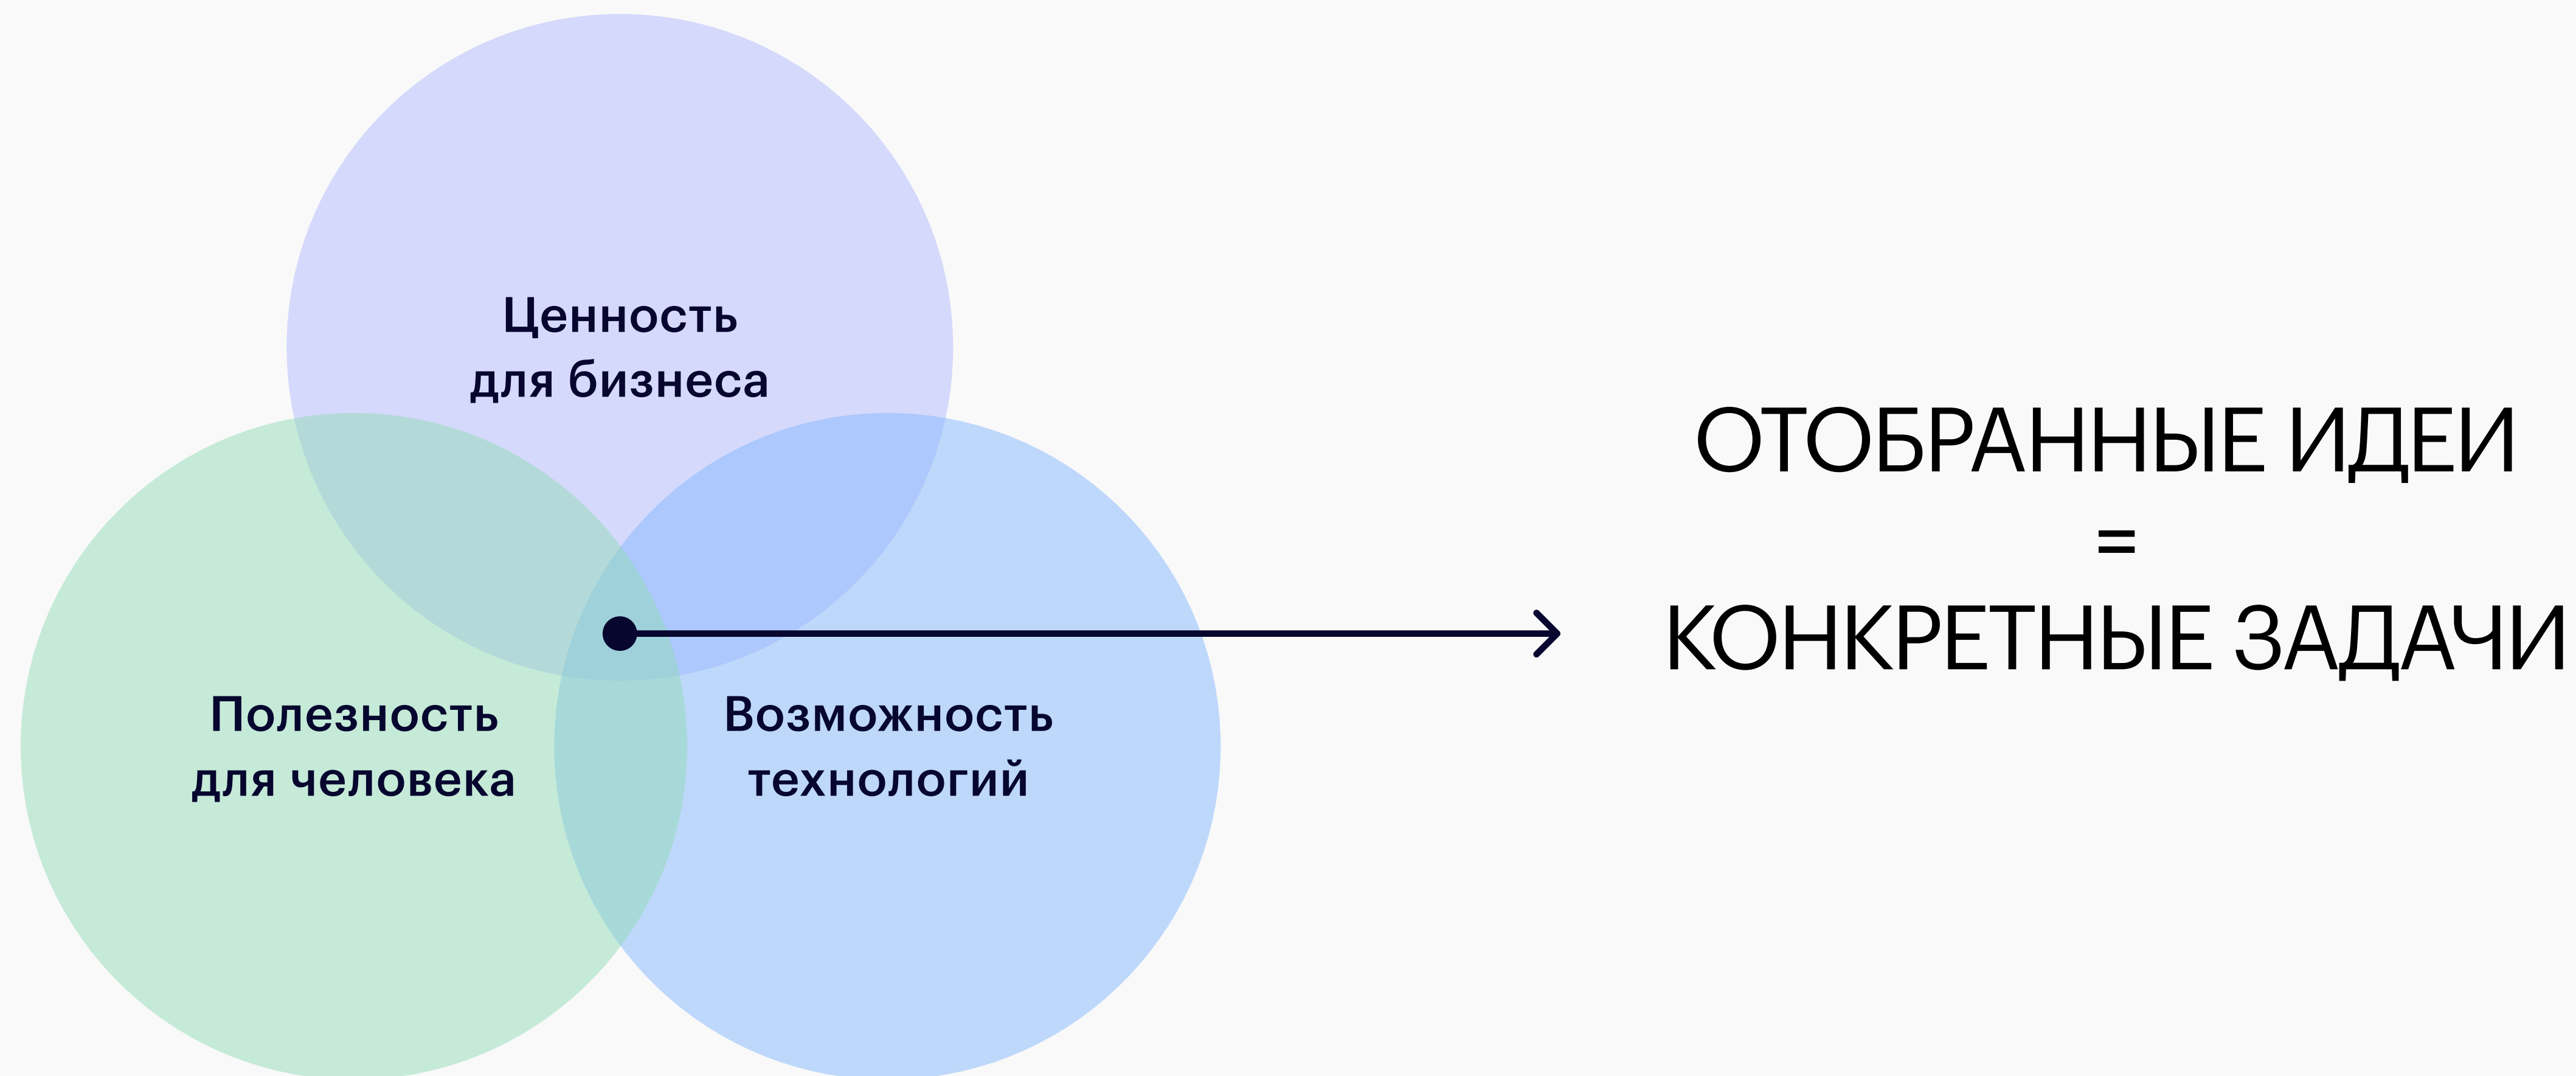 Ценность
для бизнеса
Полезность
для человека
Возможность
технологий
ОТОБРАННЫЕ ИДЕИ
=
КОНКРЕТНЫЕ ЗАДАЧИ